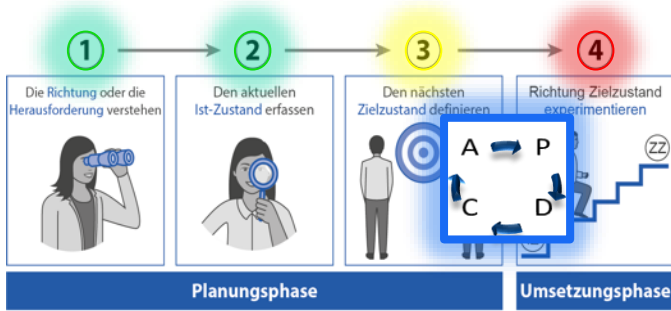 1
2
3
4
Die Richtung oder die
Herausforderung verstehen
Den aktuellen
Ist-Zustand erfassen
Den nächsten
Zielzustand definieren
Richtung Zielzustand
experimentieren
ZZ
A P
C D
Planungsphase
Umsetzungsphase